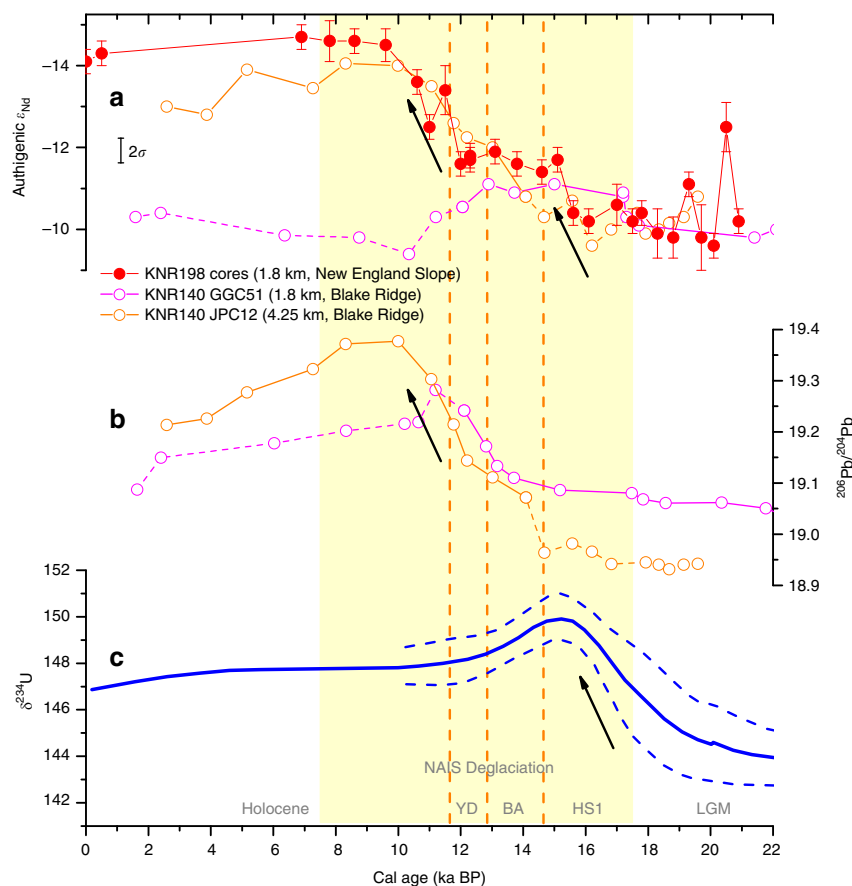 a
Authigenic εNd
−14
−12
−10
2σ
KNR198 cores (1.8 km, New England Slope)
KNR140 GGC51 (1.8 km, Blake Ridge)
KNR140 JPC12 (4.25 km, Blake Ridge)
b
19.4
19.3
19.2
19.1
19.0
18.9
206Pb/204Pb
c
δ234U
152
150
148
146
144
142
NAIS Deglaciation
Holocene YD BA HS1 LGM
0 2 4 6 8 10 12 14 16 18 20 22
Cal age (ka BP)